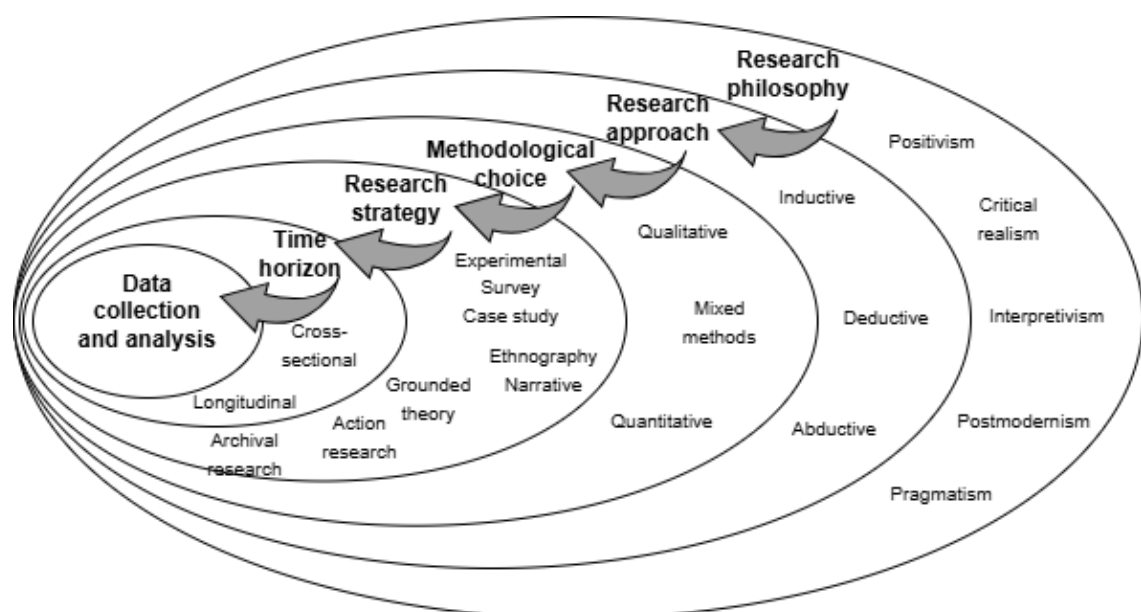 Research
philosophy
Research
approach
Positivism
Methodological
choice
Research
strategy
Inductive
Critical
realism
Qualitative
Time
horizon
Experimental
Survey
Case study
Data
collection
and analysis
Cross-
sectional
Mixed
methods
Deductive
Interpretivism
Ethnography
Narrative
Grounded
theory
Longitudinal
Action
research
Archival
research
Quantitative
Abductive
Postmodernism
Pragmatism